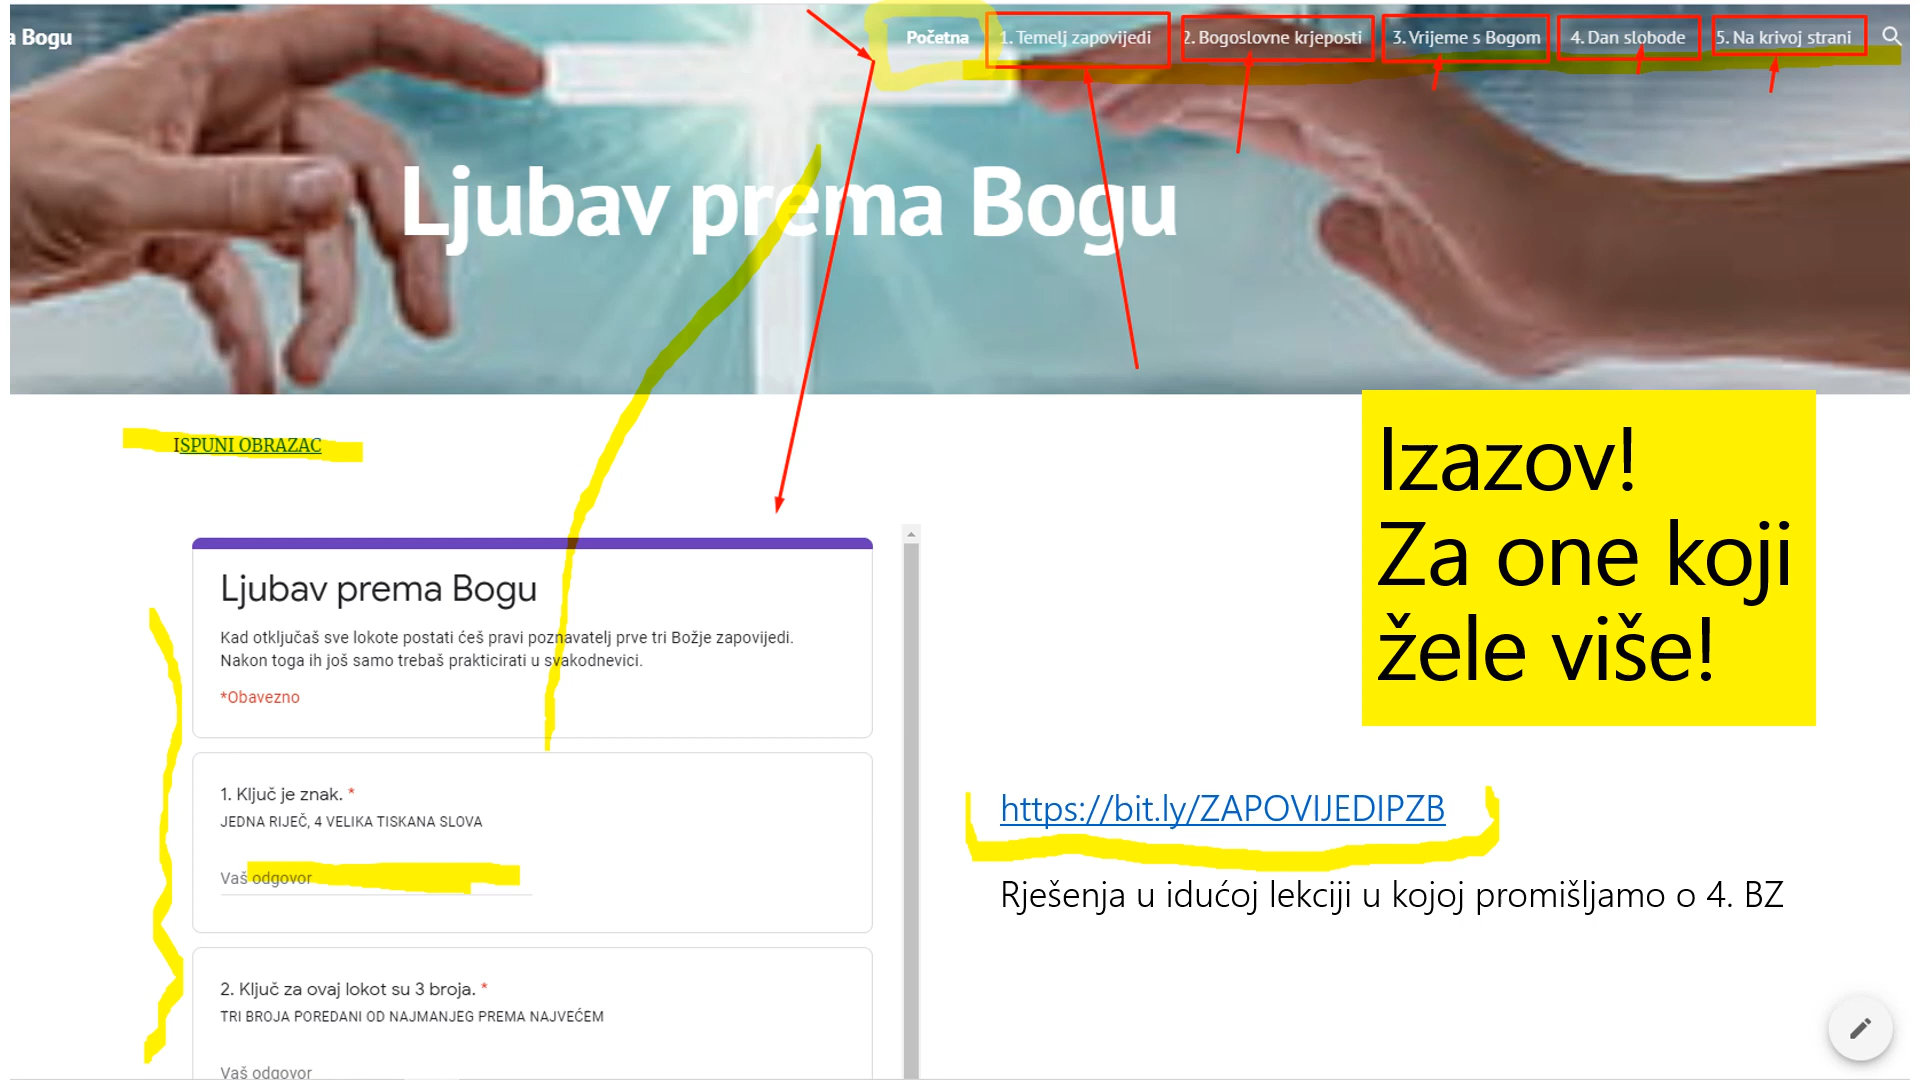 a Bogu
Početna
1. Temelj zapovijedi
2. Bogoslovne krjeposti
3. Vrijeme s Bogom
4. Dan slobode
5. Na krivoj strani
Ljubav prema Bogu
ISPUNI OBRAZAC
Ljubav prema Bogu
Kad otključaš sve lokote postati ćeš pravi poznavatelj prve tri Božje zapovijedi.
Nakon toga ih još samo trebaš prakticirati u svakodnevici.
*Obavezno
1. Ključ je znak. *
JEDNA RIJEČ, 4 VELIKA TISKANA SLOVA
Vaš odgovor
2. Ključ za ovaj lokot su 3 broja. *
TRI BROJA POREDANI OD NAJMANJEG PREMA NAJVEĆEM
Vaš odgovor
Izazov!
Za one koji
žele više!
https://bit.ly/ZAPOVIJEDIPZB
Rješenja u idućoj lekciji u kojoj promišljamo o 4. BZ